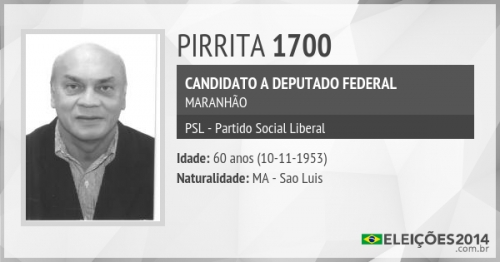 PIRRITA 1700
CANDIDATO A DEPUTADO FEDERAL
MARANHÃO
PSL - Partido Social Liberal
Idade: 60 anos (10-11-1953)
Naturalidade: MA - Sao Luis
ELEIÇÕES2014
.com.br